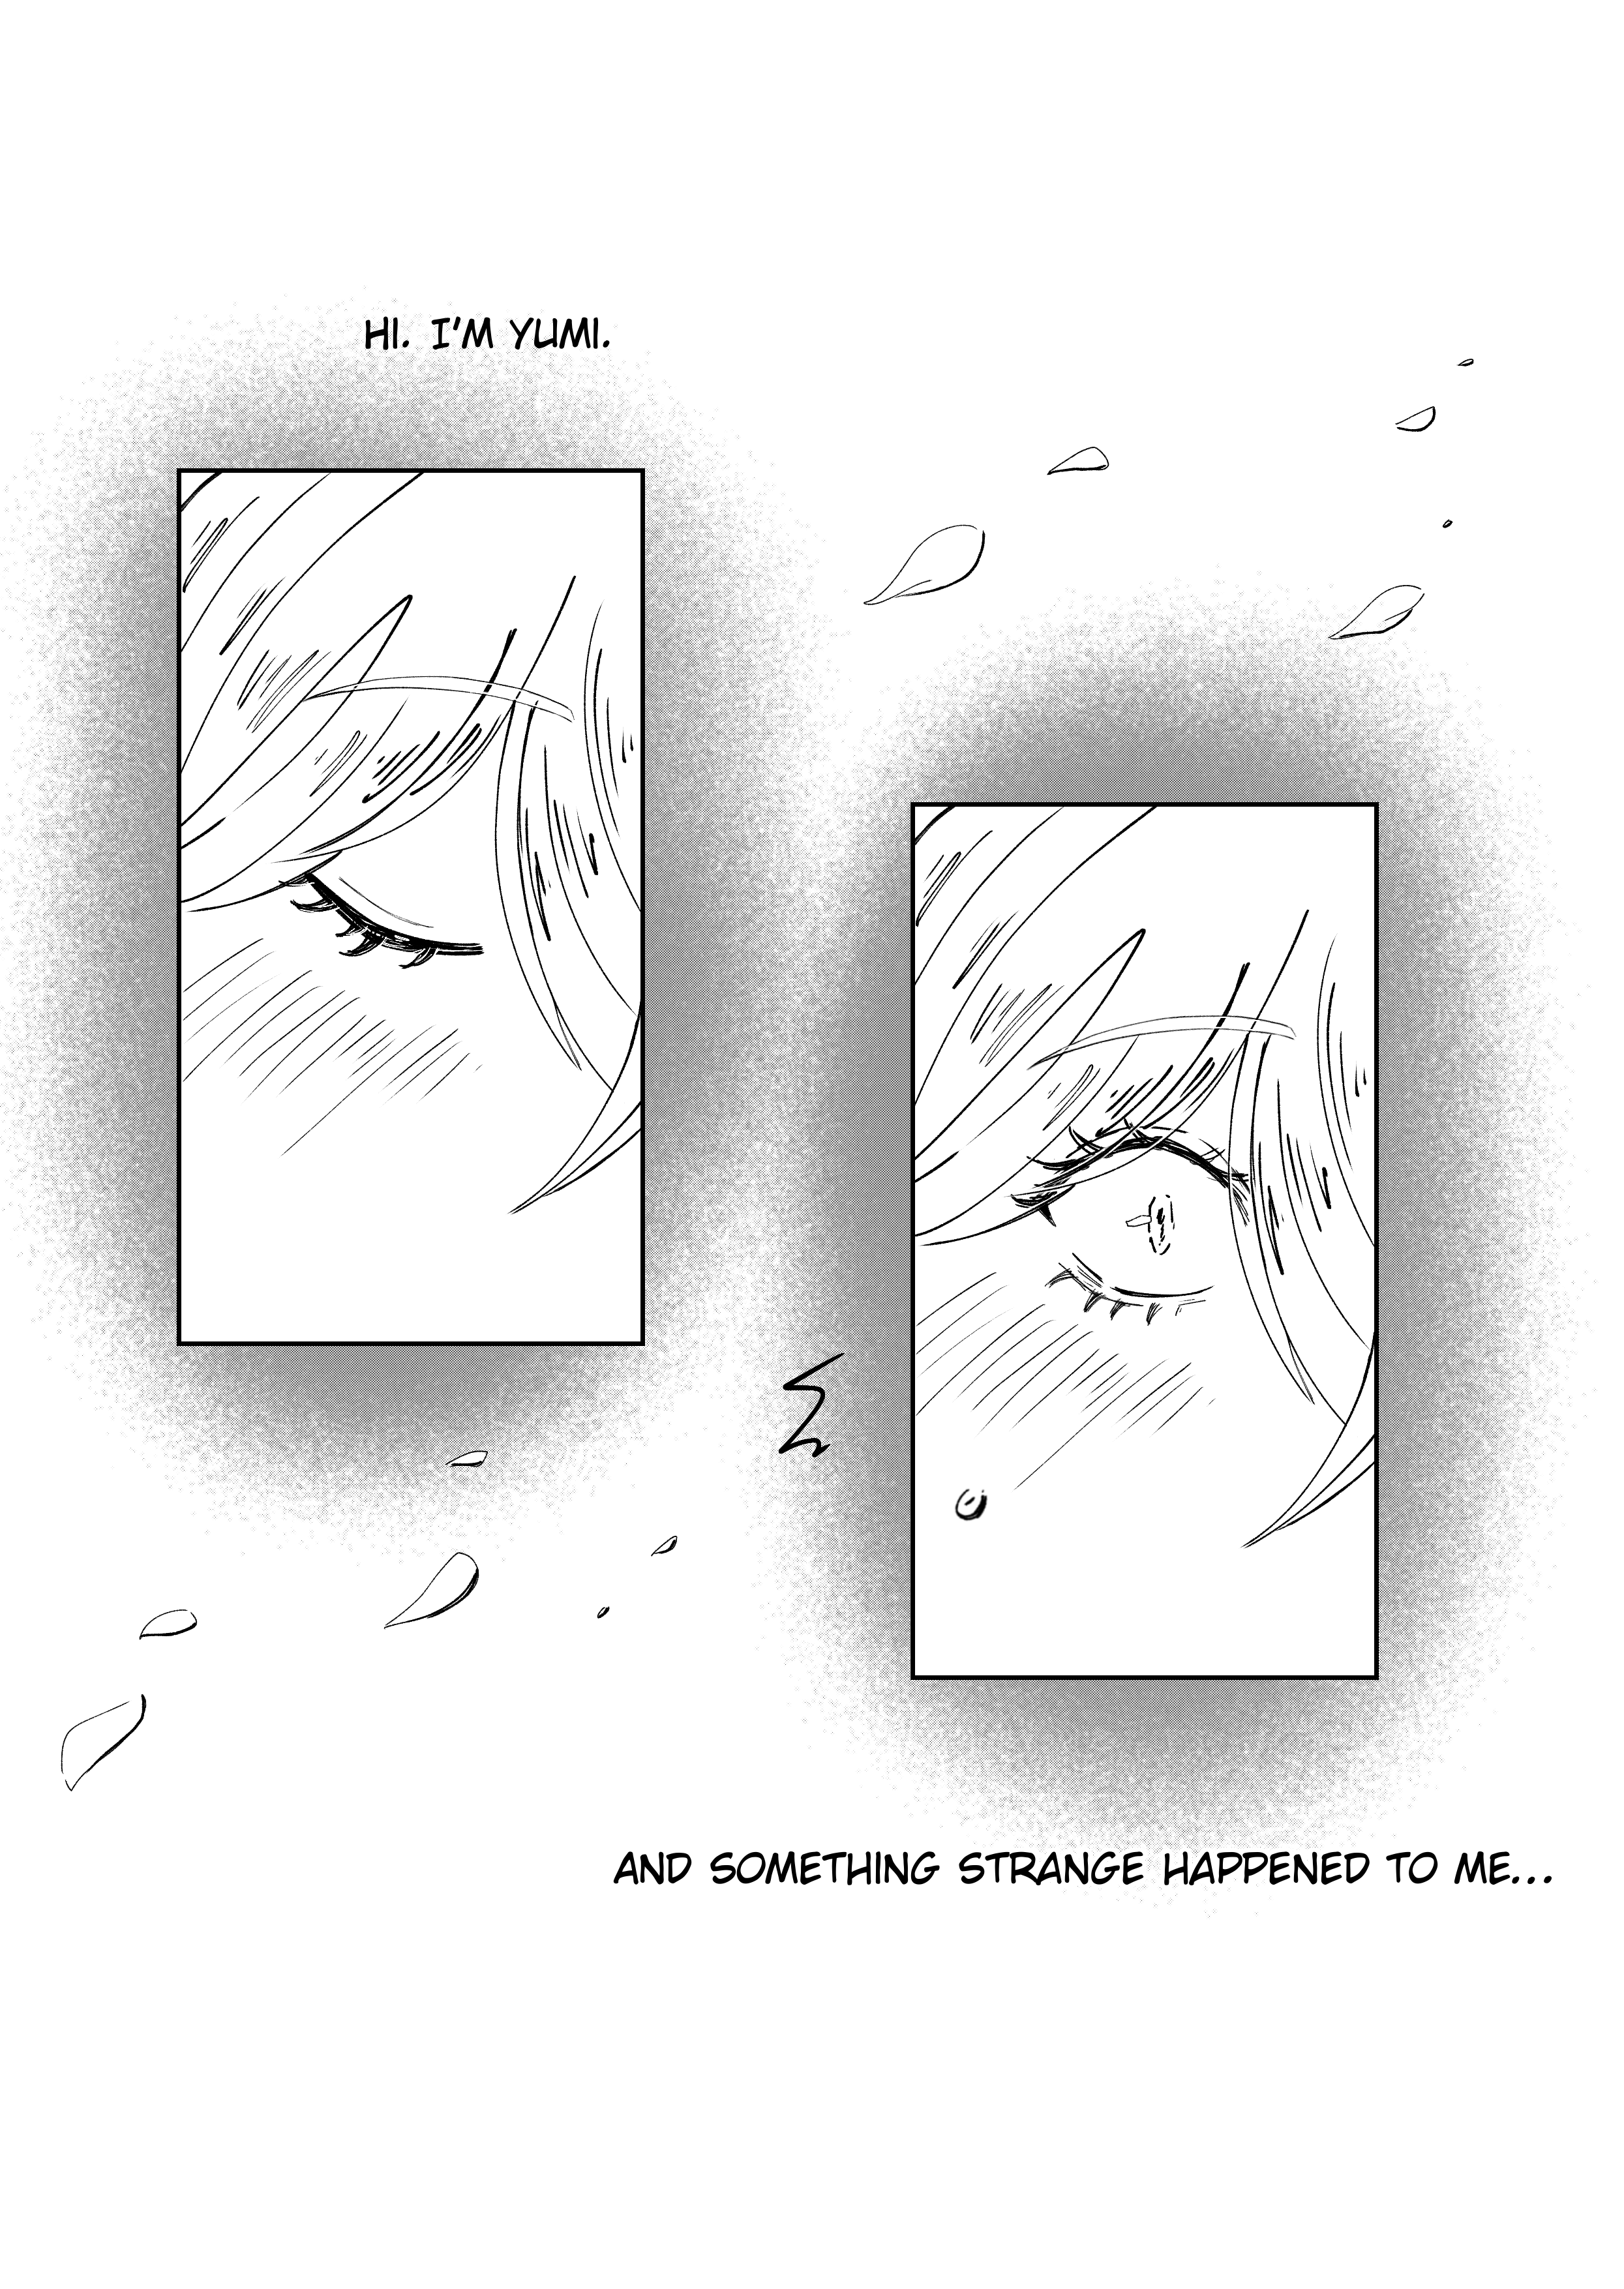 HI. I'M YUMI.
AND SOMETHING STRANGE HAPPENED TO ME...